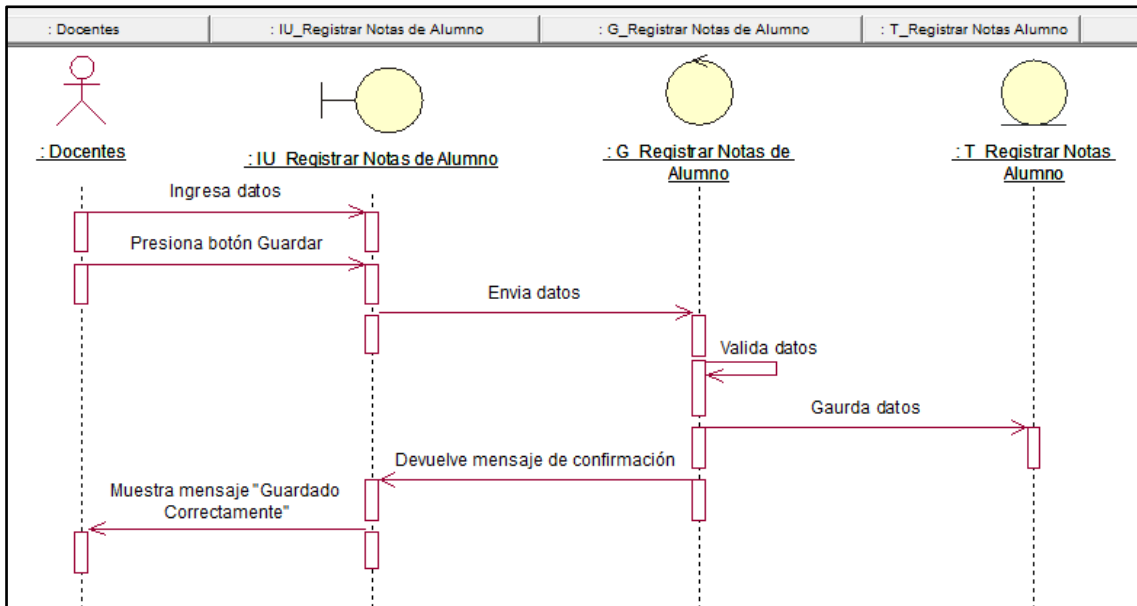 : Docentes
: IU_Registrar Notas de Alumno
: G_Registrar Notas de Alumno
: T_Registrar Notas Alumno
: Docentes
: IU_Registrar Notas de Alumno
: G_Registrar Notas de
Alumno
: T_Registrar Notas
Alumno
Ingresa datos
Presiona botón Guardar
Envia datos
Valida datos
Gaurda datos
Devuelve mensaje de confirmación
Muestra mensaje "Guardado
Correctamente"